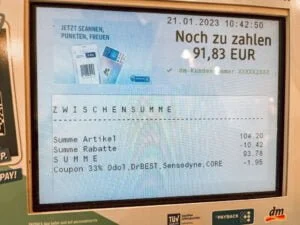 21.01.2023 10:42:50
JETZT SCANNEN,
PUNKTEN, FREUEN
Noch zu zahlen
91,83 EUR
ZWISCHENSUMME
Summe Artikel 104.20
Summe Rabatte -10.42
SUMME 93.78
Coupon 33% Odol,DrBEST,Sensodyne,CORE -1.95
PAY!
TÜV
PAYBACK
dm